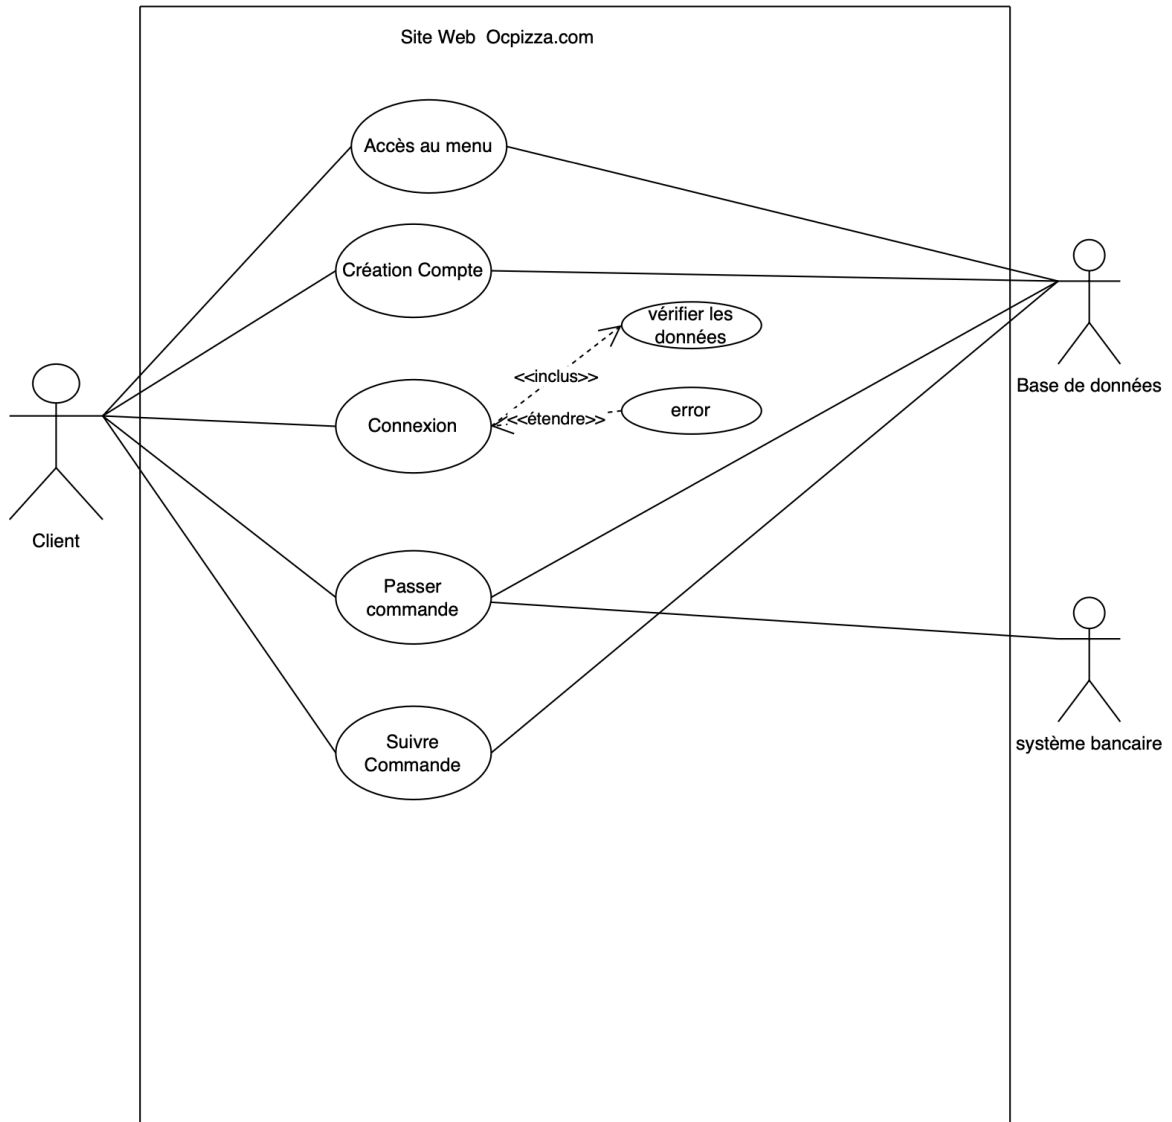 Site Web  Ocpizza.com
Accès au menu
Création Compte
vérifier les
données
<<inclus>>
Base de données
error
<<étendre>>
Connexion
Client
Passer
commande
Suivre
Commande
système bancaire